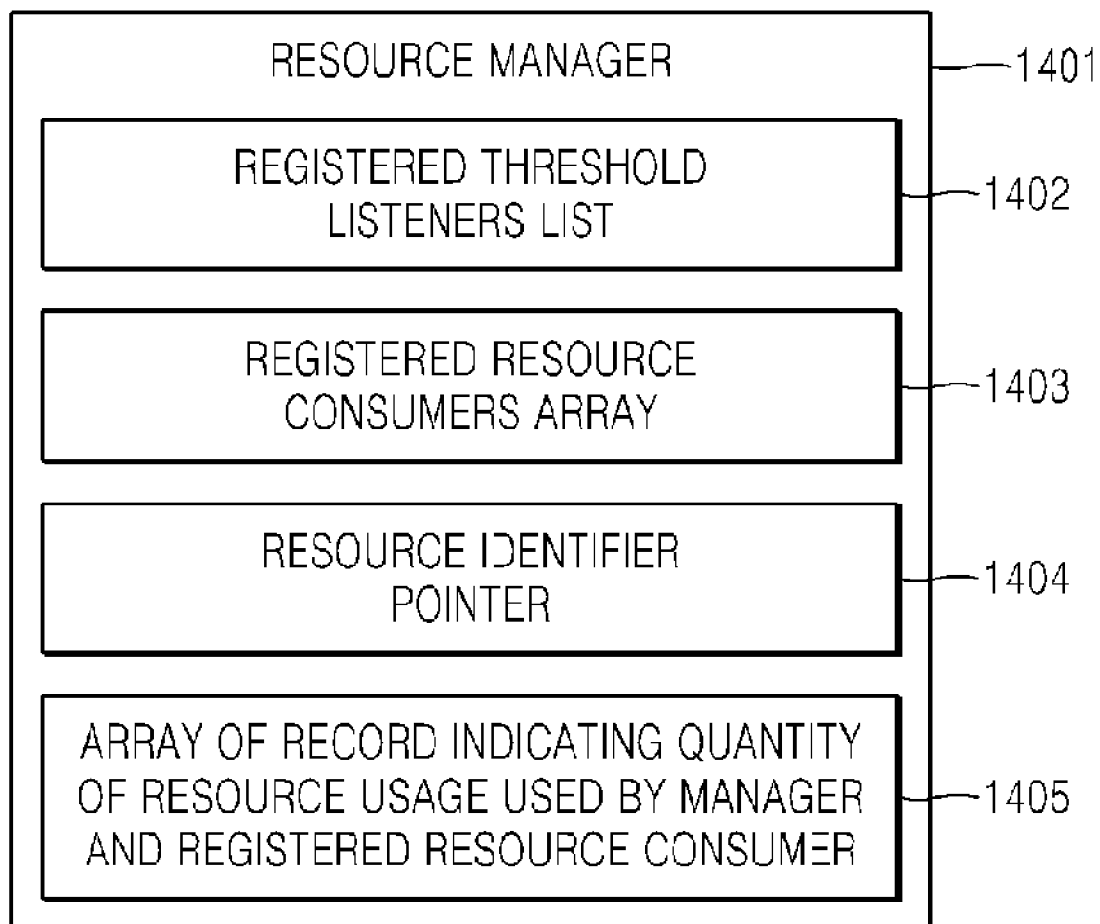 RESOURCE MANAGER
1401
REGISTERED THRESHOLD
LISTENERS LIST
1402
REGISTERED RESOURCE
CONSUMERS ARRAY
1403
RESOURCE IDENTIFIER
POINTER
1404
ARRAY OF RECORD INDICATING QUANTITY
OF RESOURCE USAGE USED BY MANAGER
AND REGISTERED RESOURCE CONSUMER
1405